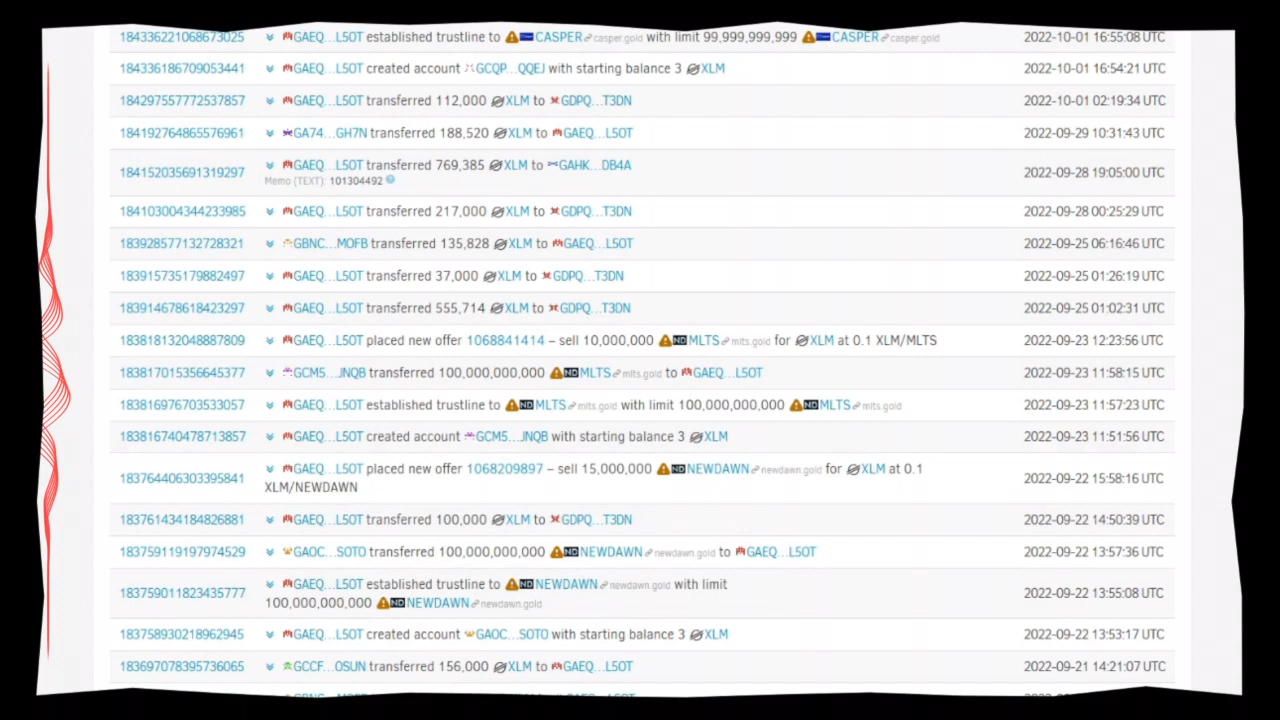 184336221068673025 GAEQ...L5OT established trustline to CASPER casper.gold with limit 99,999,999,999 CASPER casper.gold 2022-10-01 16:55:08 UTC
184336186709053441 GAEQ...L5OT created account GCQP...QQEJ with starting balance 3 XLM 2022-10-01 16:54:21 UTC
184297557772537857 GAEQ...L5OT transferred 112,000 XLM to GDPQ...T3DN 2022-10-01 02:19:34 UTC
184192764865576961 GA74...GH7N transferred 188,520 XLM to GAEQ...L5OT 2022-09-29 10:31:43 UTC
184152035691319297 GAEQ...L5OT transferred 769,385 XLM to GAHK...DB4A 2022-09-28 19:05:00 UTC
Memo (TEXT): 101304492
184103004344233985 GAEQ...L5OT transferred 217,000 XLM to GDPQ...T3DN 2022-09-28 00:25:29 UTC
183928577132728321 GBNC...MOFB transferred 135,828 XLM to GAEQ...L5OT 2022-09-25 06:16:46 UTC
183915735179882497 GAEQ...L5OT transferred 37,000 XLM to GDPQ...T3DN 2022-09-25 01:26:19 UTC
183914678618423297 GAEQ...L5OT transferred 555,714 XLM to GDPQ...T3DN 2022-09-25 01:02:31 UTC
183818132048887809 GAEQ...L5OT placed new offer 1068841414 – sell 10,000,000 ND MLTS mlts.gold for XLM at 0.1 XLM/MLTS 2022-09-23 12:23:56 UTC
183817015356645377 GCM5...JNQB transferred 100,000,000,000 ND MLTS mlts.gold to GAEQ...L5OT 2022-09-23 11:58:15 UTC
183816976703533057 GAEQ...L5OT established trustline to ND MLTS mlts.gold with limit 100,000,000,000 ND MLTS mlts.gold 2022-09-23 11:57:23 UTC
183816740478713857 GAEQ...L5OT created account GCM5...JNQB with starting balance 3 XLM 2022-09-23 11:51:56 UTC
183764406303395841 GAEQ...L5OT placed new offer 1068209897 – sell 15,000,000 ND NEWDAWN newdawn.gold for XLM at 0.1 2022-09-22 15:58:16 UTC
XLM/NEWDAWN
183761434184826881 GAEQ...L5OT transferred 100,000 XLM to GDPQ...T3DN 2022-09-22 14:50:39 UTC
183759119197974529 GAOC...SOTO transferred 100,000,000,000 ND NEWDAWN newdawn.gold to GAEQ...L5OT 2022-09-22 13:57:36 UTC
183759011823435777 GAEQ...L5OT established trustline to ND NEWDAWN newdawn.gold with limit 2022-09-22 13:55:08 UTC
100,000,000,000 ND NEWDAWN newdawn.gold
183758930218962945 GAEQ...L5OT created account GAOC...SOTO with starting balance 3 XLM 2022-09-22 13:53:17 UTC
183697078395736065 GCCF...OSUN transferred 156,000 XLM to GAEQ...L5OT 2022-09-21 14:21:07 UTC